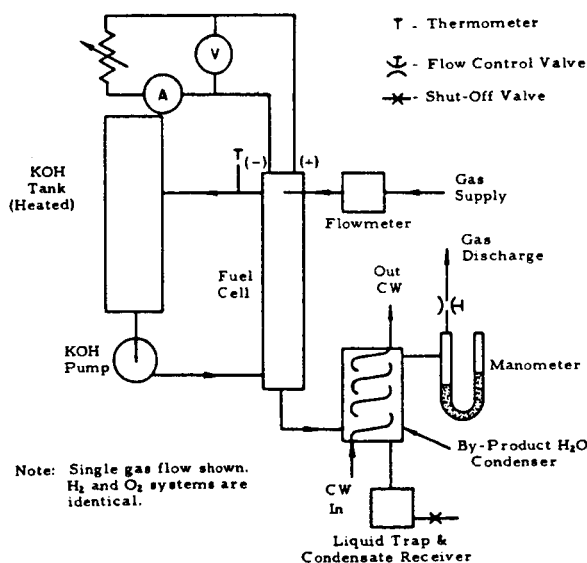 T - Thermometer
- Flow Control Valve
- Shut-Off Valve
V
A
KOH
Tank
(Heated)
T
(-)
(+)
Gas
Supply
Flowmeter
Gas
Discharge
Fuel
Cell
Out
CW
KOH
Pump
Manometer
By-Product H₂O
Condenser
Note: Single gas flow shown.
H₂ and O₂ systems are
identical.
CW
In
Liquid Trap &
Condensate Receiver